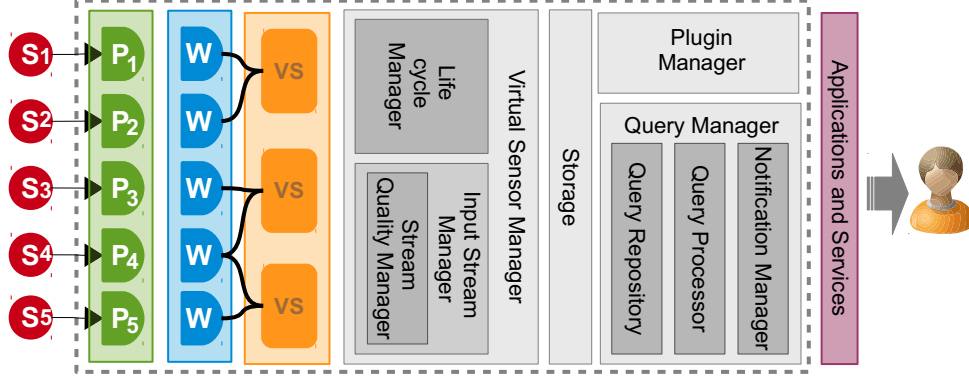 S1
S2
S3
S4
S5
P1
P2
P3
P4
P5
W
W
W
W
W
VS
VS
VS
Life
cycle
Manager
Virtual Sensor Manager
Input Stream
Manager
Stream
Quality Manager
Storage
Plugin
Manager
Query Manager
Query Repository
Query Processor
Notification Manager
Applications and Services